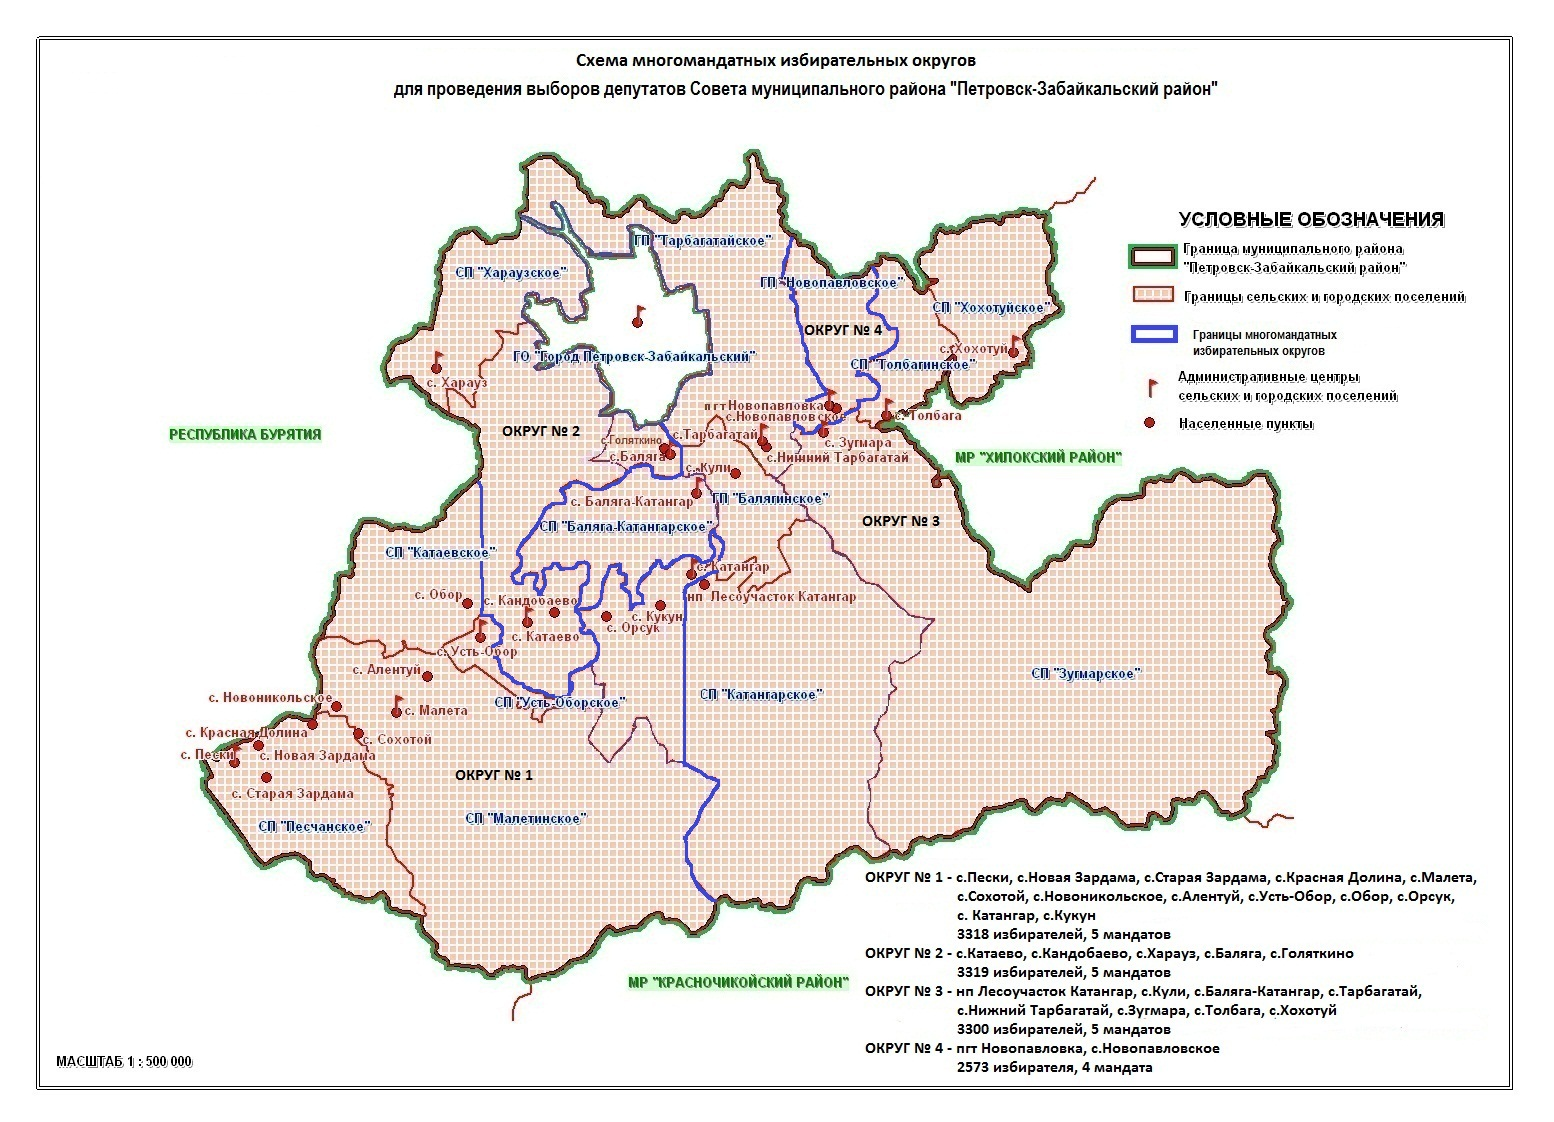 Схема многомандатных избирательных округов
для проведения выборов депутатов Совета муниципального района "Петровск-Забайкальский район"
УСЛОВНЫЕ ОБОЗНАЧЕНИЯ
Граница муниципального района
"Петровск-Забайкальский район"
Границы сельских и городских поселений
Границы многомандатных
избирательных округов
Административные центры
сельских и городских поселений
Населенные пункты
ГП "Тарбагатайское"
СП "Хараузское"
ГП "Новопавловское"
СП "Хохотуйское"
ОКРУГ № 4
с. Хохотуй
ГО "Город Петровск-Забайкальский"
СП "Толбагинское"
с. Харауз
пгт Новопавловка
с.Новопавловское
с. Толбага
РЕСПУБЛИКА БУРЯТИЯ
ОКРУГ № 2
с.Голяткино
с.Тарбагатай
с. Зугмара
с.Баляга
с.Нижний Тарбагатай
МР "ХИЛОКСКИЙ РАЙОН"
с. Кули
с. Баляга-Катангар
ГП "Балягинское"
СП "Баляга-Катангарское"
ОКРУГ № 3
СП "Катаевское"
с. Катангар
с. Обор
с. Кандобаево
нп Лесоучасток Катангар
с. Кукун
с. Орсук
с. Катаево
с. Усть-Обор
с. Алентуй
СП "Зугмарское"
с. Новоникольское
СП "Усть-Оборское"
СП "Катангарское"
с. Малета
с. Красная Долина
с. Сохотой
с. Пески
с. Новая Зардама
ОКРУГ № 1
с. Старая Зардама
СП "Песчанское"
СП "Малетинское"
МР "КРАСНОЧИКОЙСКИЙ РАЙОН"
ОКРУГ № 1 - с.Пески, с.Новая Зардама, с.Старая Зардама, с.Красная Долина, с.Малета,
с.Сохотой, с.Новоникольское, с.Алентуй, с.Усть-Обор, с.Обор, с.Орсук,
с. Катангар, с.Кукун
3318 избирателей, 5 мандатов
ОКРУГ № 2 - с.Катаево, с.Кандобаево, с.Харауз, с.Баляга, с.Голяткино
3319 избирателей, 5 мандатов
ОКРУГ № 3 - нп Лесоучасток Катангар, с.Кули, с.Баляга-Катангар, с.Тарбагатай,
с.Нижний Тарбагатай, с.Зугмара, с.Толбага, с.Хохотуй
3300 избирателей, 5 мандатов
ОКРУГ № 4 - пгт Новопавловка, с.Новопавловское
2573 избирателя, 4 мандата
МАСШТАБ 1 : 500 000